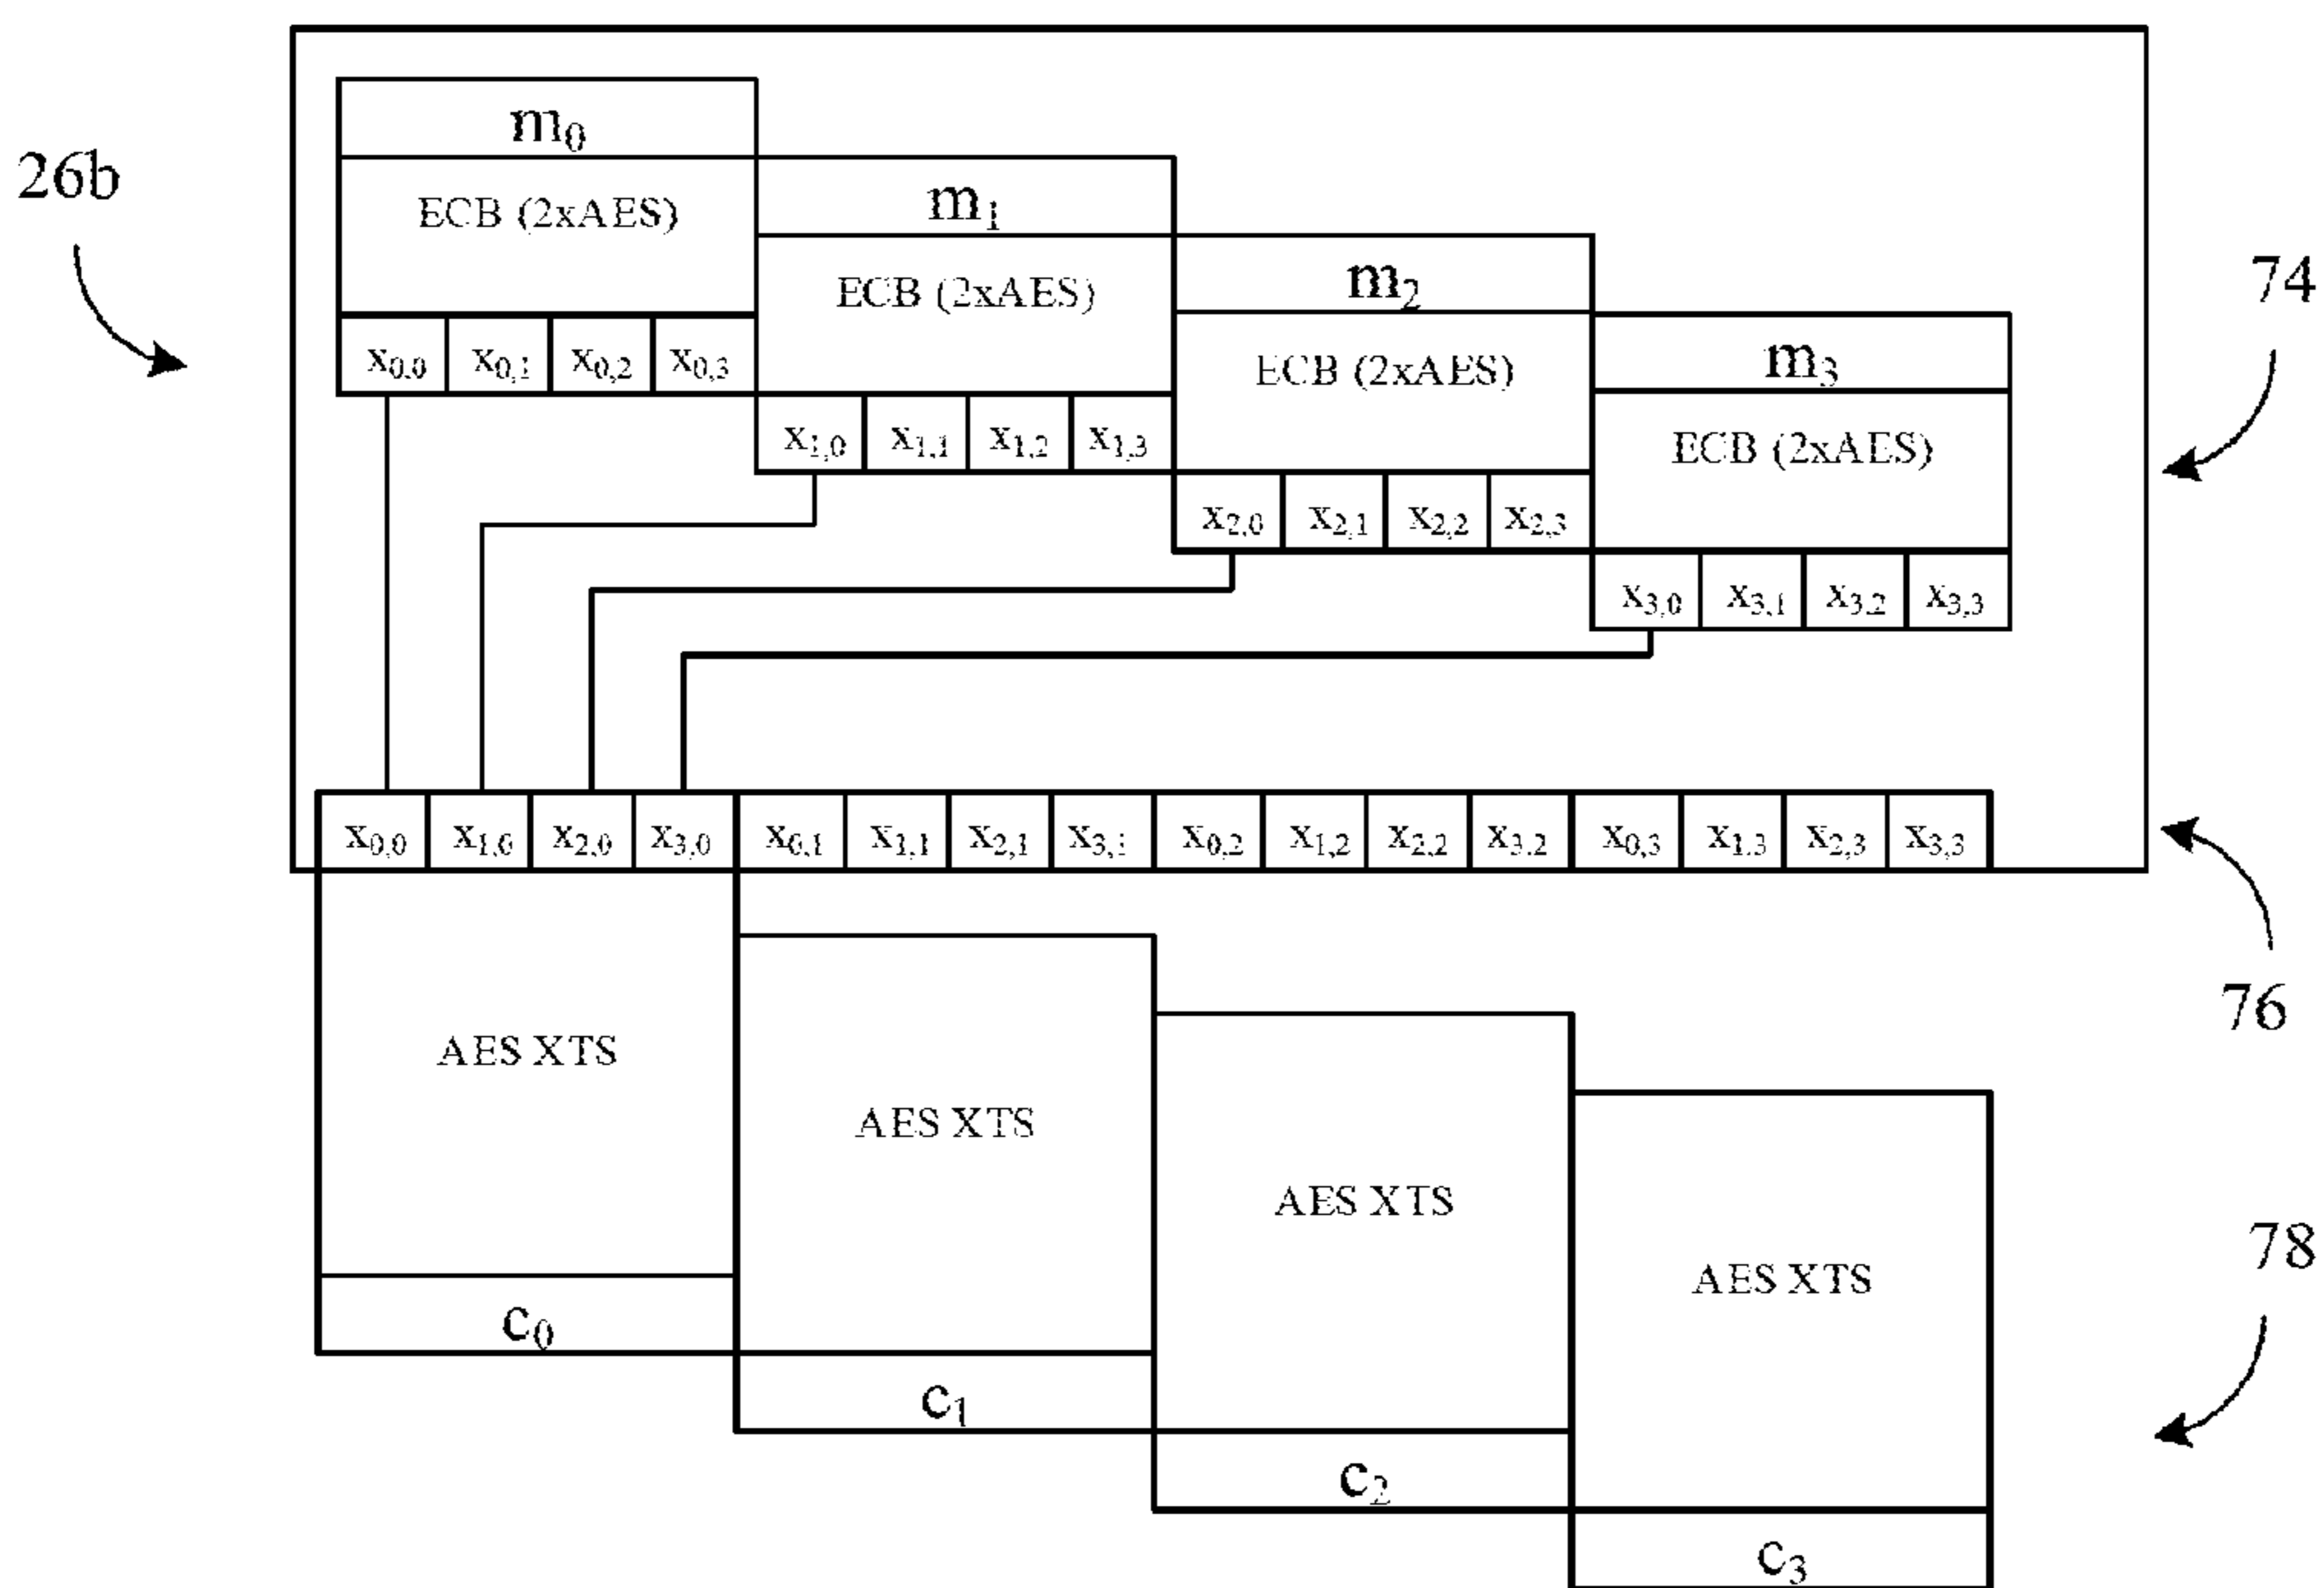 m₀
26b
ECB (2xAES)
m₁
74
ECB (2xAES)
m₂
x₀,₀ x₀,₁ x₀,₂ x₀,₃
ECB (2xAES)
m₃
x₁,₀ x₁,₁ x₁,₂ x₁,₃
ECB (2xAES)
x₂,₀ x₂,₁ x₂,₂ x₂,₃
x₃,₀ x₃,₁ x₃,₂ x₃,₃
x₀,₀ x₁,₀ x₂,₀ x₃,₀ x₀,₁ x₁,₁ x₂,₁ x₃,₁ x₀,₂ x₁,₂ x₂,₂ x₃,₂ x₀,₃ x₁,₃ x₂,₃ x₃,₃
76
AES XTS
AES XTS
AES XTS
78
AES XTS
c₀
c₁
c₂
c₃